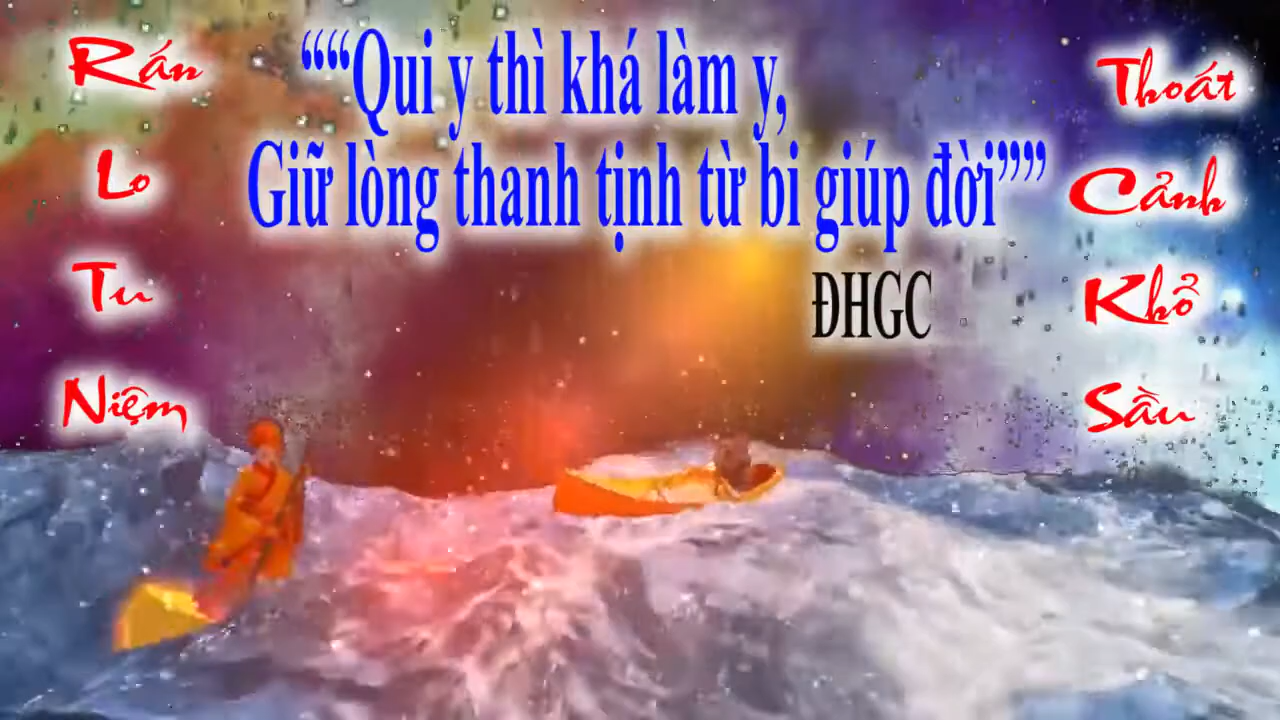 ““Qui y thì khá làm y,
Giữ lòng thanh tịnh từ bi giúp đời””
ĐHGC
Rấn
Lo
Tu
Niệm
Thoát
Cảnh
Khổ
Sầu